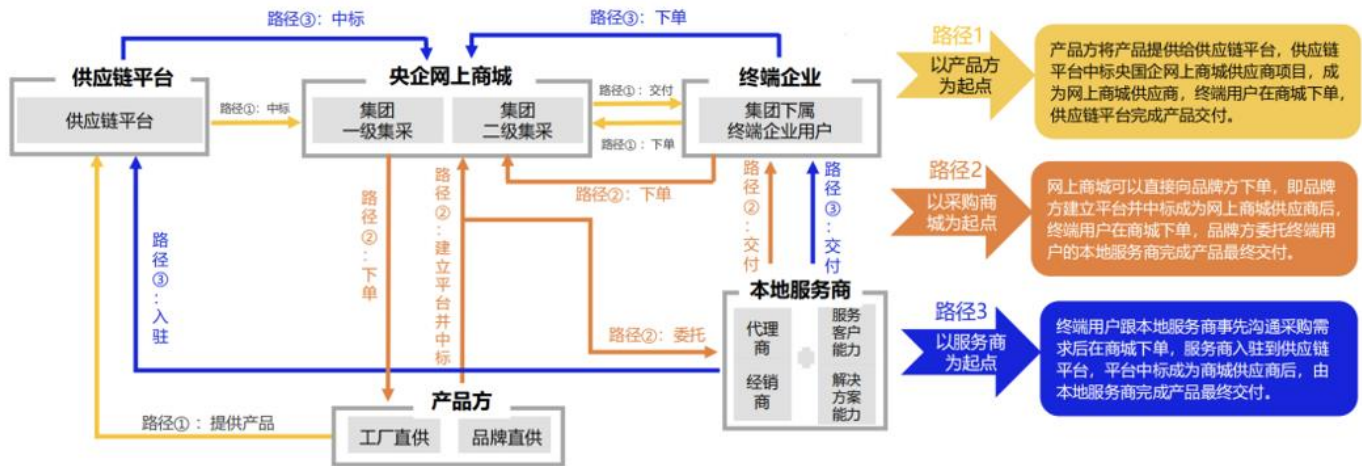 路径③：中标
路径③：下单
供应链平台
供应链平台
路径①：中标
央企网上商城
集团
一级集采
集团
二级集采
路径①：交付
路径①：下单
终端企业
集团下属
终端企业用户
路径②：下单
路径③：入驻
路径②：下单
路径②：建立平台并中标
路径②：交付
路径③：交付
路径②：委托
本地服务商
代理商
经销商
服务
客户
能力
解决
方案
能力
产品方
工厂直供
品牌直供
路径①：提供产品
路径1
以产品方
为起点
产品方将产品提供给供应链平台，供应链
平台中标央国企网上商城供应商项目，成
为网上商城供应商，终端用户在商城下单，
供应链平台完成产品交付。
路径2
以采购商
城为起点
网上商城可以直接向品牌方下单，即品牌
方建立平台并中标成为网上商城供应商后，
终端用户在商城下单，品牌方委托终端用
户的本地服务商完成产品最终交付。
路径3
以服务商
为起点
终端用户跟本地服务商事先沟通采购需
求后在商城下单，服务商入驻到供应链
平台，平台中标成为商城供应商后，由
本地服务商完成产品最终交付。